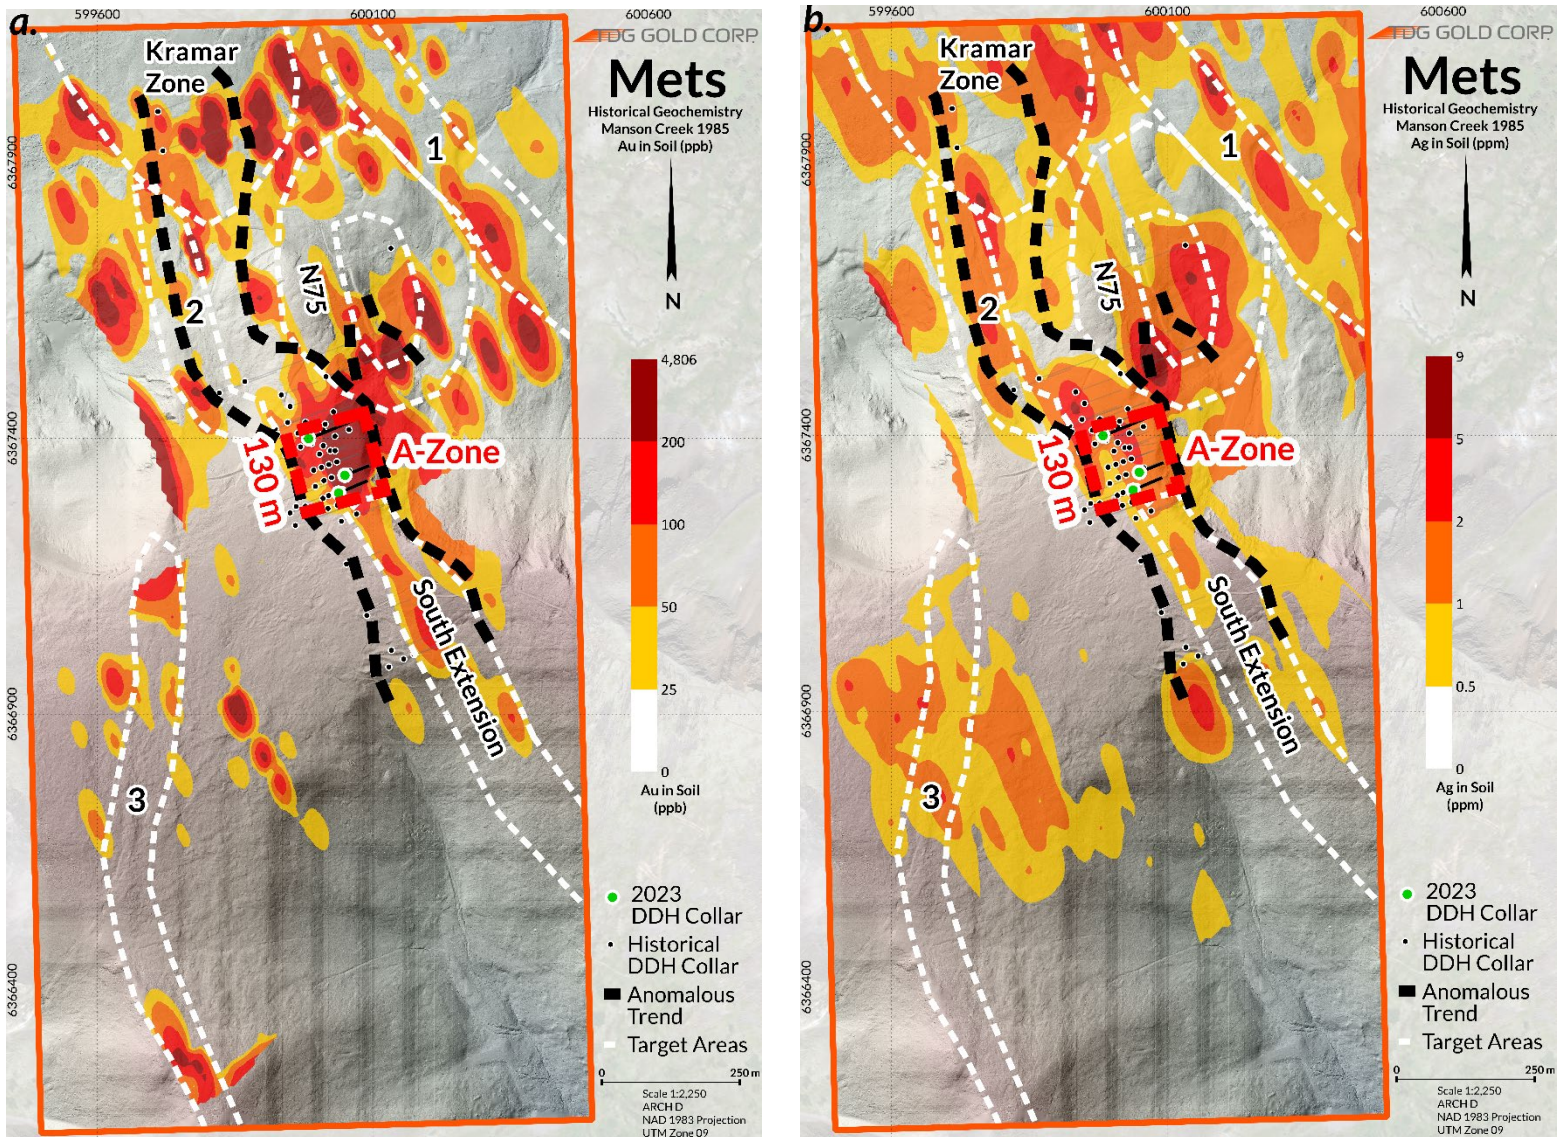 a.
599600
600100
600600
TDG GOLD CORP.
Kramar
Zone
Mets
Historical Geochemistry
Manson Creek 1985
Au in Soil (ppb)
N
6367900
6367400
6366900
6366400
1
2
N75
130 m
A-Zone
South Extension
3
4,806
200
100
50
25
0
Au in Soil
(ppb)
2023
DDH Collar
Historical
DDH Collar
Anomalous
Trend
Target Areas
0
250 m
Scale 1:2,250
ARCH D
NAD 1983 Projection
UTM Zone 09
b.
599600
600100
600600
TDG GOLD CORP.
Kramar
Zone
Mets
Historical Geochemistry
Manson Creek 1985
Ag in Soil (ppm)
N
6367900
6367400
6366900
6366400
1
2
N75
130 m
A-Zone
South Extension
3
9
5
2
1
0.5
0
Ag in Soil
(ppm)
2023
DDH Collar
Historical
DDH Collar
Anomalous
Trend
Target Areas
0
250 m
Scale 1:2,250
ARCH D
NAD 1983 Projection
UTM Zone 09